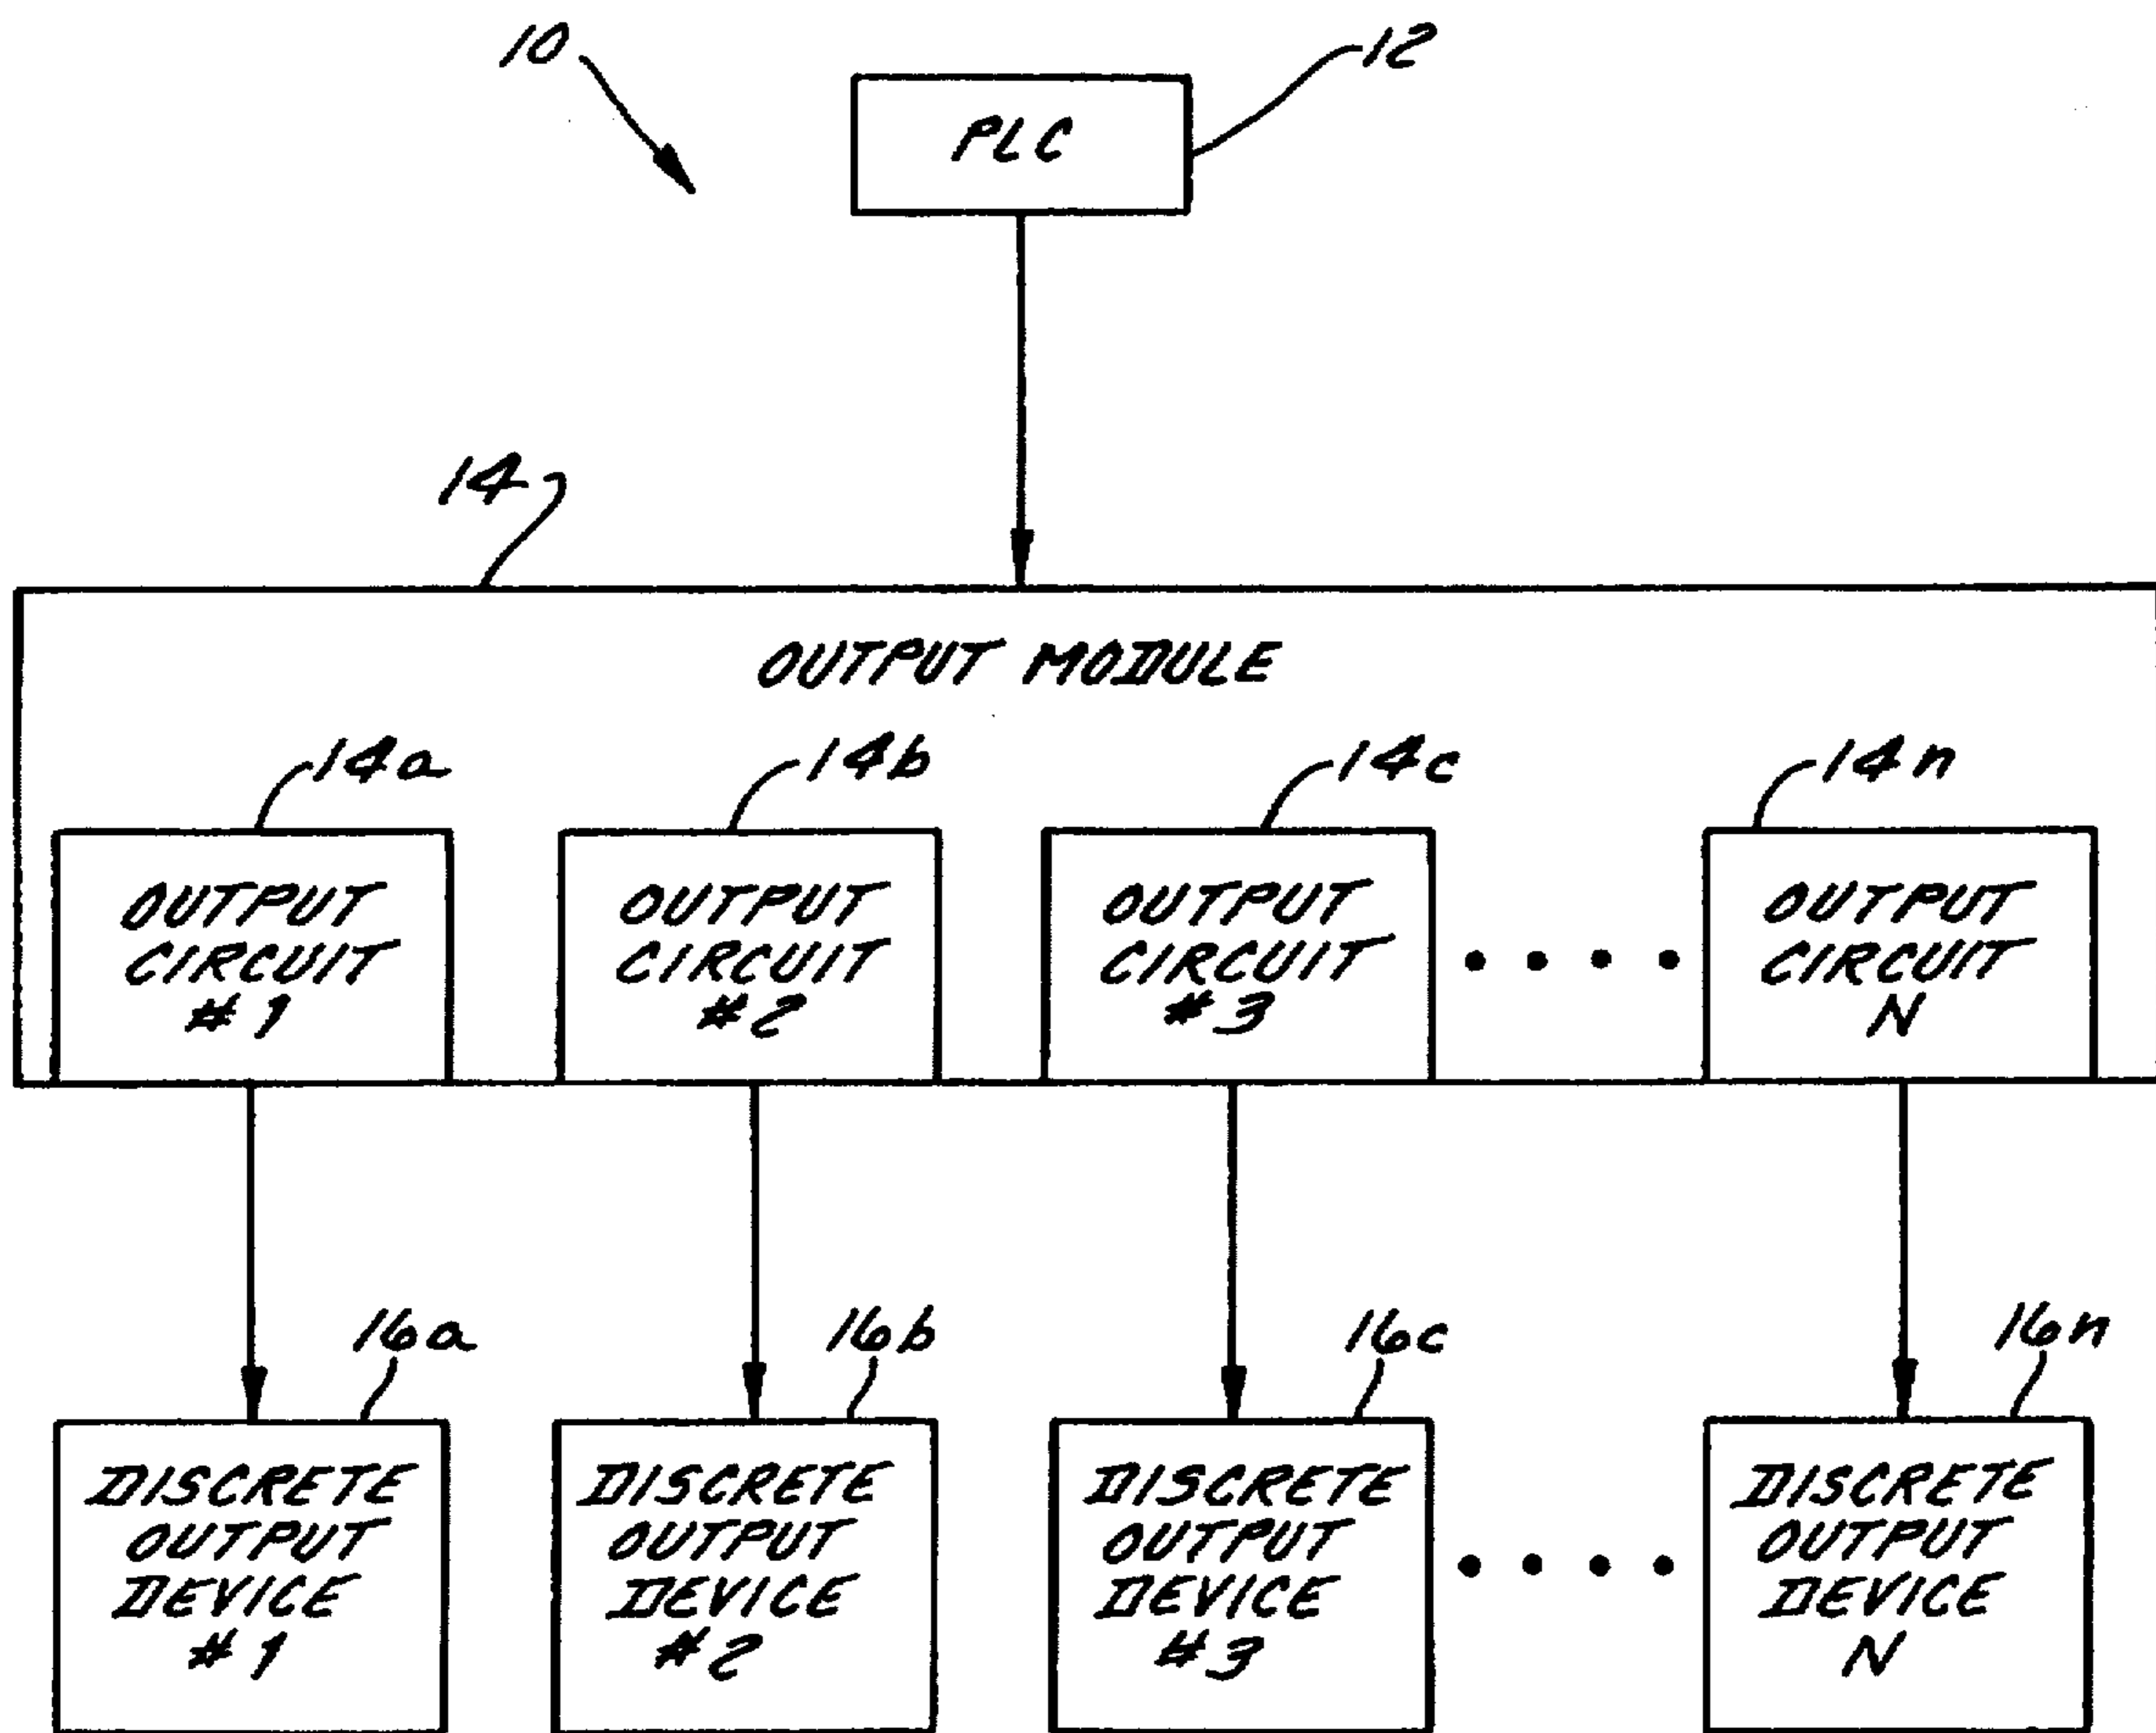 10
12
PLC
14
OUTPUT MODULE
14a
14b
14c
14n
OUTPUT
CIRCUIT
#1
OUTPUT
CIRCUIT
#2
OUTPUT
CIRCUIT
#3
OUTPUT
CIRCUIT
N
16a
16b
16c
16n
DISCRETE
OUTPUT
DEVICE
#1
DISCRETE
OUTPUT
DEVICE
#2
DISCRETE
OUTPUT
DEVICE
#3
DISCRETE
OUTPUT
DEVICE
N